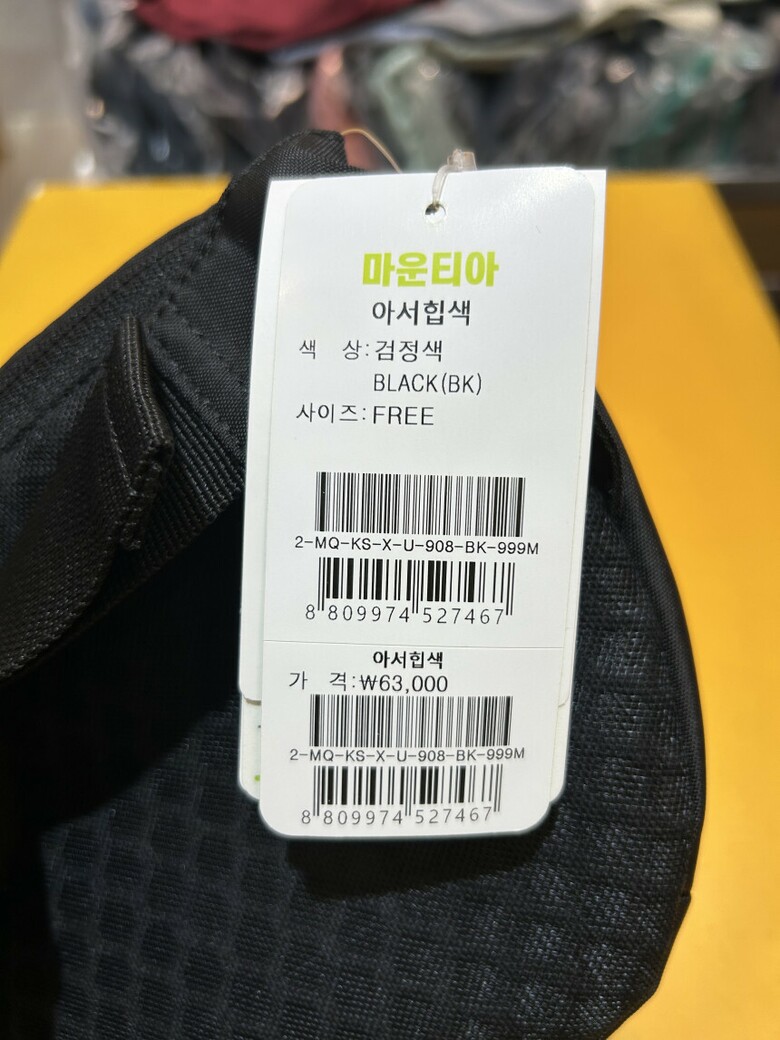 마운티아
아서힙색
색 상:검정색
BLACK(BK)
사이즈:FREE
2-MQ-KS-X-U-908-BK-999M
8 809974 527467
아서힙색
가 격:₩63,000
2-MQ-KS-X-U-908-BK-999M
8 809974 527467